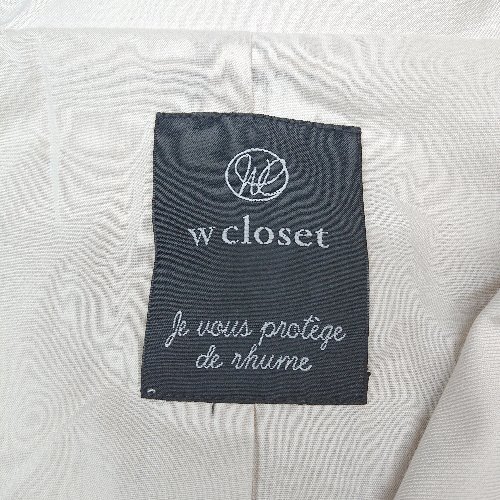 w closet
Je vous protège
de rhume